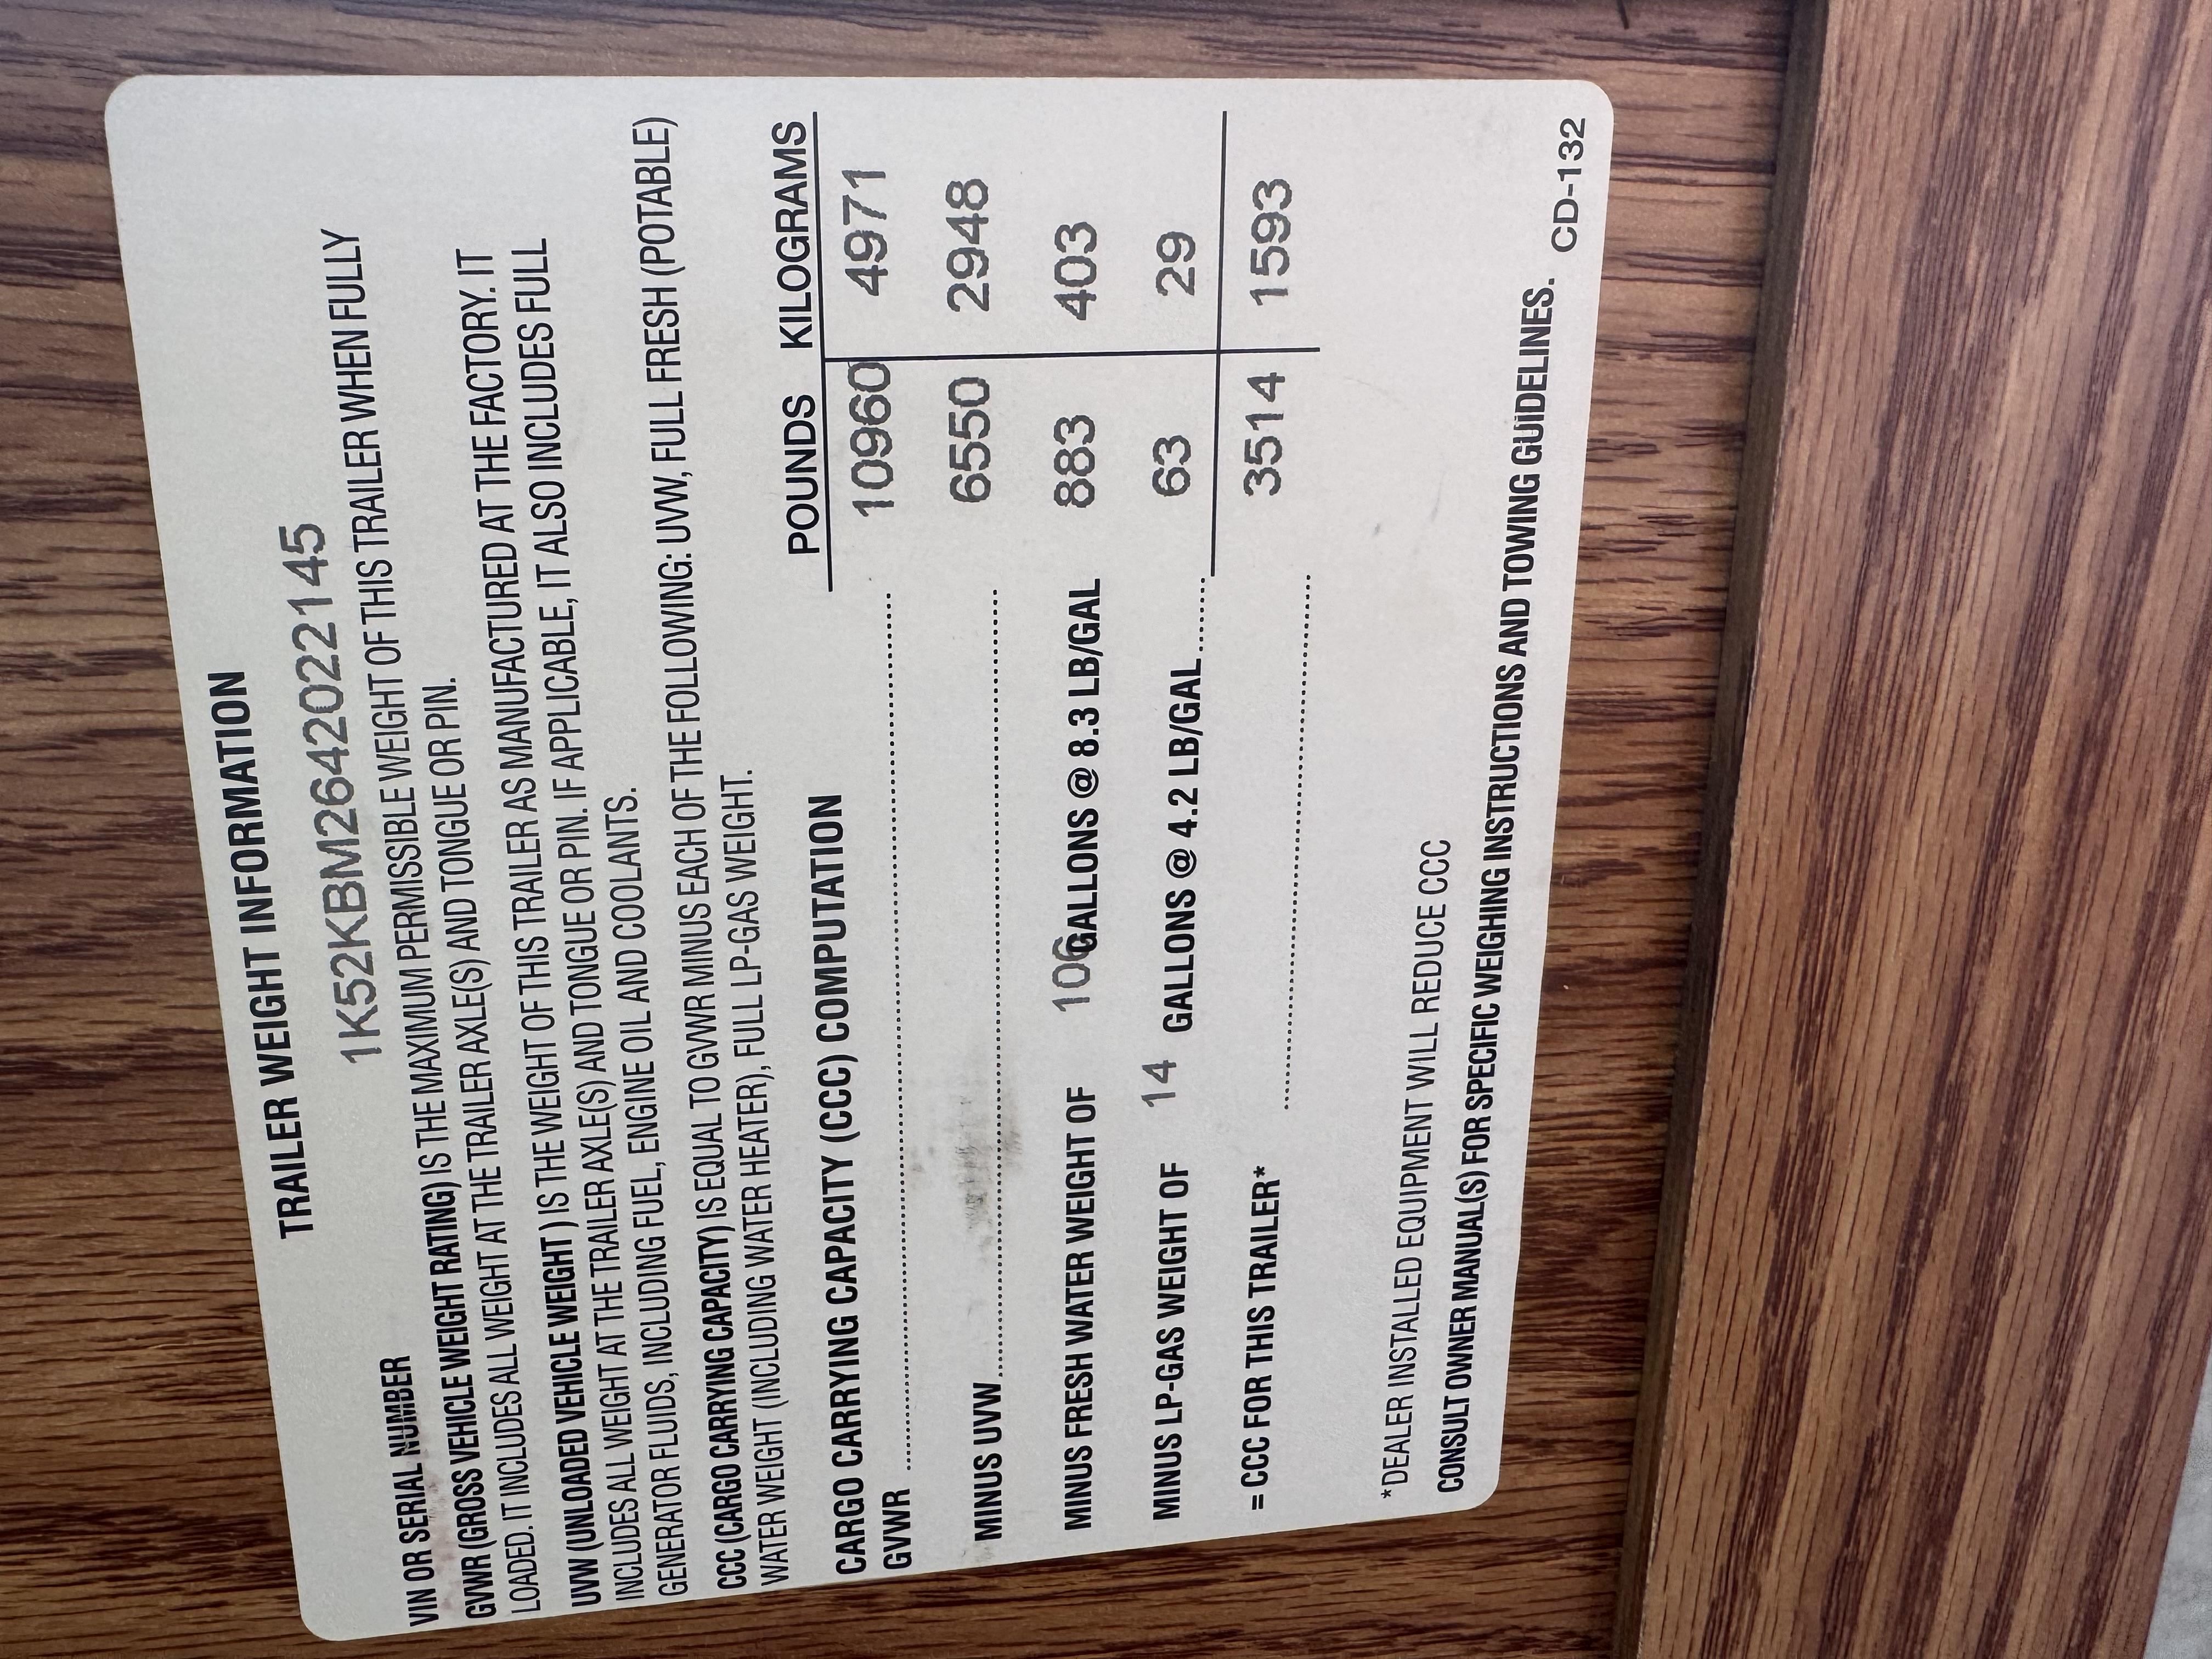 TRAILER WEIGHT INFORMATION
VIN OR SERIAL NUMBER 1K52KBM2642022145
GVWR (GROSS VEHICLE WEIGHT RATING) IS THE MAXIMUM PERMISSIBLE WEIGHT OF THIS TRAILER WHEN FULLY
LOADED. IT INCLUDES ALL WEIGHT AT THE TRAILER AXLE(S) AND TONGUE OR PIN.
UVW (UNLOADED VEHICLE WEIGHT ) IS THE WEIGHT OF THIS TRAILER AS MANUFACTURED AT THE FACTORY. IT
INCLUDES ALL WEIGHT AT THE TRAILER AXLE(S) AND TONGUE OR PIN. IF APPLICABLE, IT ALSO INCLUDES FULL
GENERATOR FLUIDS, INCLUDING FUEL, ENGINE OIL AND COOLANTS.
CCC (CARGO CARRYING CAPACITY) IS EQUAL TO GVWR MINUS EACH OF THE FOLLOWING: UVW, FULL FRESH (POTABLE)
WATER WEIGHT (INCLUDING WATER HEATER), FULL LP-GAS WEIGHT.
CARGO CARRYING CAPACITY (CCC) COMPUTATION POUNDS KILOGRAMS
GVWR 10960 4971
MINUS UVW 6550 2948
MINUS FRESH WATER WEIGHT OF 106 GALLONS @ 8.3 LB/GAL 883 403
MINUS LP-GAS WEIGHT OF 14 GALLONS @ 4.2 LB/GAL 63 29
= CCC FOR THIS TRAILER* 3514 1593
*DEALER INSTALLED EQUIPMENT WILL REDUCE CCC
CONSULT OWNER MANUAL(S) FOR SPECIFIC WEIGHING INSTRUCTIONS AND TOWING GUIDELINES. CD-132